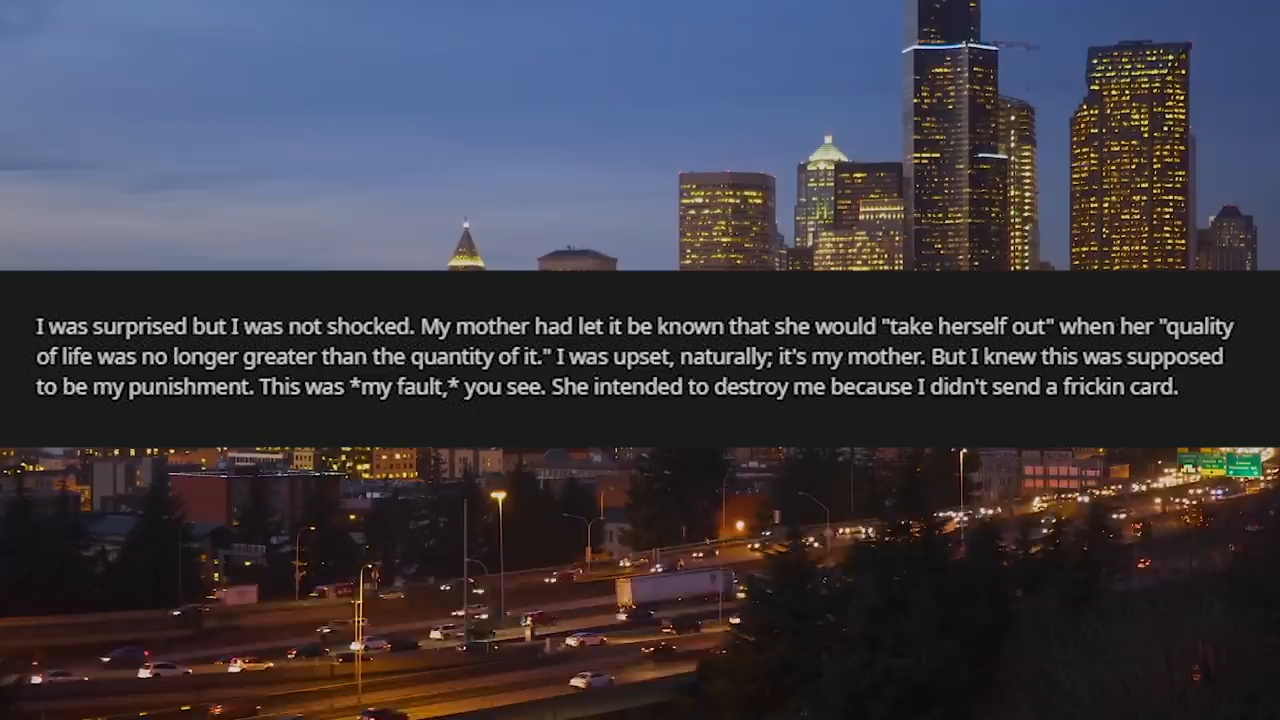 I was surprised but I was not shocked. My mother had let it be known that she would "take herself out" when her "quality
of life was no longer greater than the quantity of it." I was upset, naturally; it's my mother. But I knew this was supposed
to be my punishment. This was *my fault,* you see. She intended to destroy me because I didn't send a frickin card.